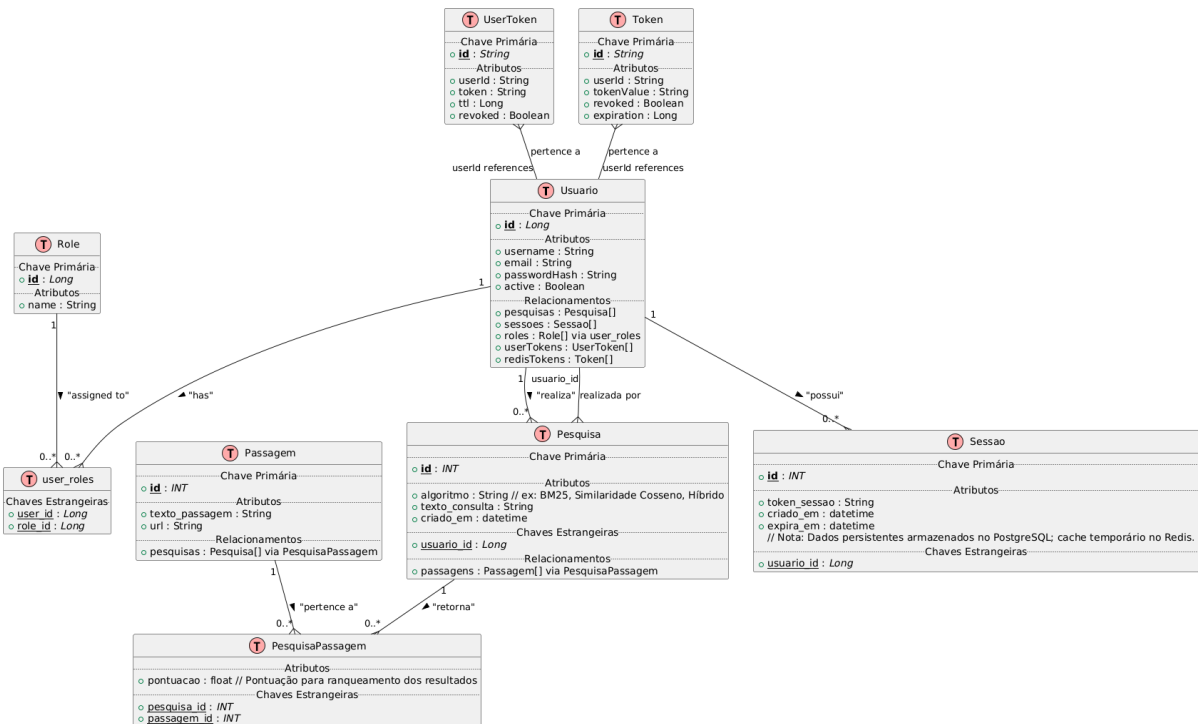 T UserToken
Chave Primária
id : String
Atributos
userId : String
token : String
ttl : Long
revoked : Boolean
T Token
Chave Primária
id : String
Atributos
userId : String
tokenValue : String
revoked : Boolean
expiration : Long
pertence a
userId references
pertence a
userId references
T Usuario
Chave Primária
id : Long
Atributos
username : String
email : String
passwordHash : String
active : Boolean
Relacionamentos
pesquisas : Pesquisa[]
sessoes : Sessao[]
roles : Role[] via user_roles
userTokens : UserToken[]
redisTokens : Token[]
T Role
Chave Primária
id : Long
Atributos
name : String
1
"assigned to"
0..*
1
"has"
0..*
1
"realiza"
0..*
usuario_id
realizada por
1
"possui"
0..*
T user_roles
Chaves Estrangeiras
user_id : Long
role_id : Long
T Passagem
Chave Primária
id : INT
Atributos
texto_passagem : String
url : String
Relacionamentos
pesquisas : Pesquisa[] via PesquisaPassagem
T Pesquisa
Chave Primária
id : INT
Atributos
algoritmo : String // ex: BM25, Similaridade Cosseno, Híbrido
texto_consulta : String
criado_em : datetime
Chaves Estrangeiras
usuario_id : Long
Relacionamentos
passagens : Passagem[] via PesquisaPassagem
T Sessao
Chave Primária
id : INT
Atributos
token_sessao : String
criado_em : datetime
expira_em : datetime
// Nota: Dados persistentes armazenados no PostgreSQL; cache temporário no Redis.
Chaves Estrangeiras
usuario_id : Long
1
"pertence a"
0..*
1
"retorna"
0..*
T PesquisaPassagem
Atributos
pontuacao : float // Pontuação para ranqueamento dos resultados
Chaves Estrangeiras
pesquisa_id : INT
passagem_id : INT